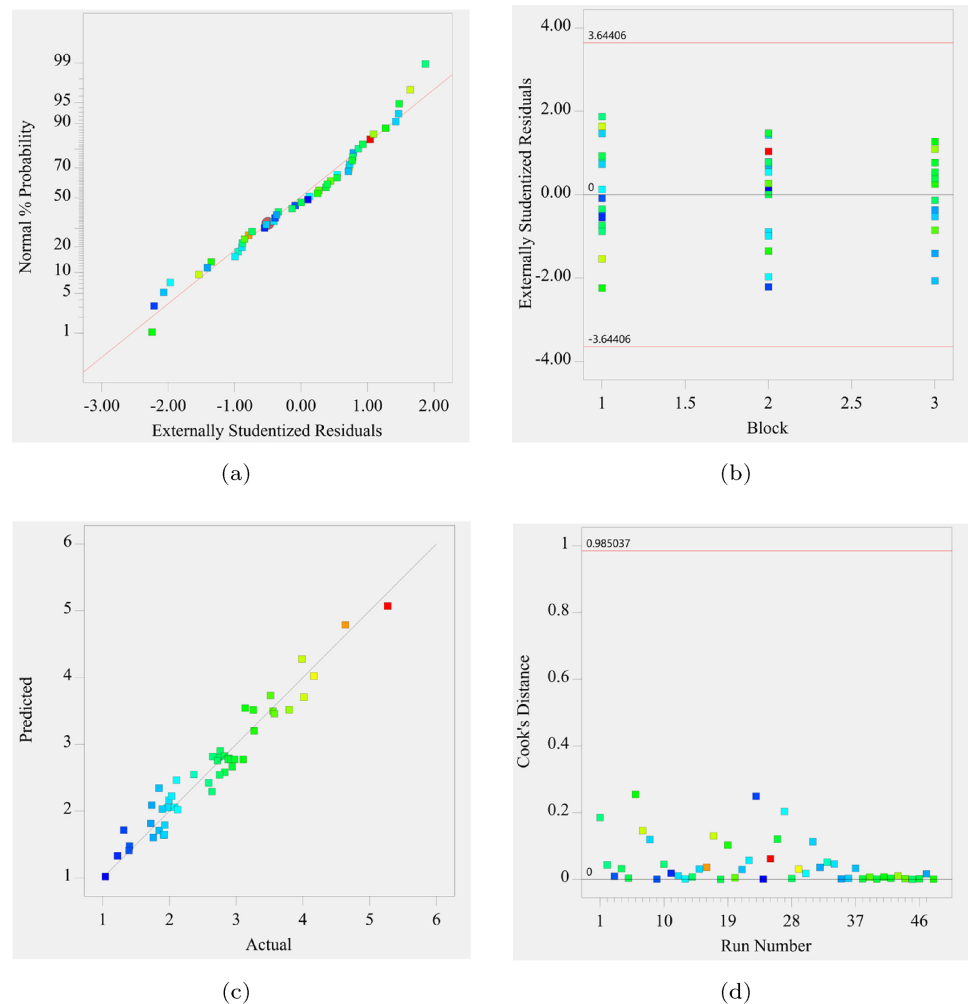 99
95
90
70
50
20
10
5
1
Normal % Probability
-3.00 -2.00 -1.00 0.00 1.00 2.00
Externally Studentized Residuals
(a)
4.00
3.64406
2.00
0.00
0
-2.00
-3.64406
-4.00
Externally Studentized Residuals
1 1.5 2 2.5 3
Block
(b)
6
5
4
3
2
1
Predicted
1 2 3 4 5 6
Actual
(c)
1
0.985037
0.8
0.6
0.4
0.2
0
0
Cook's Distance
1 10 19 28 37 46
Run Number
(d)